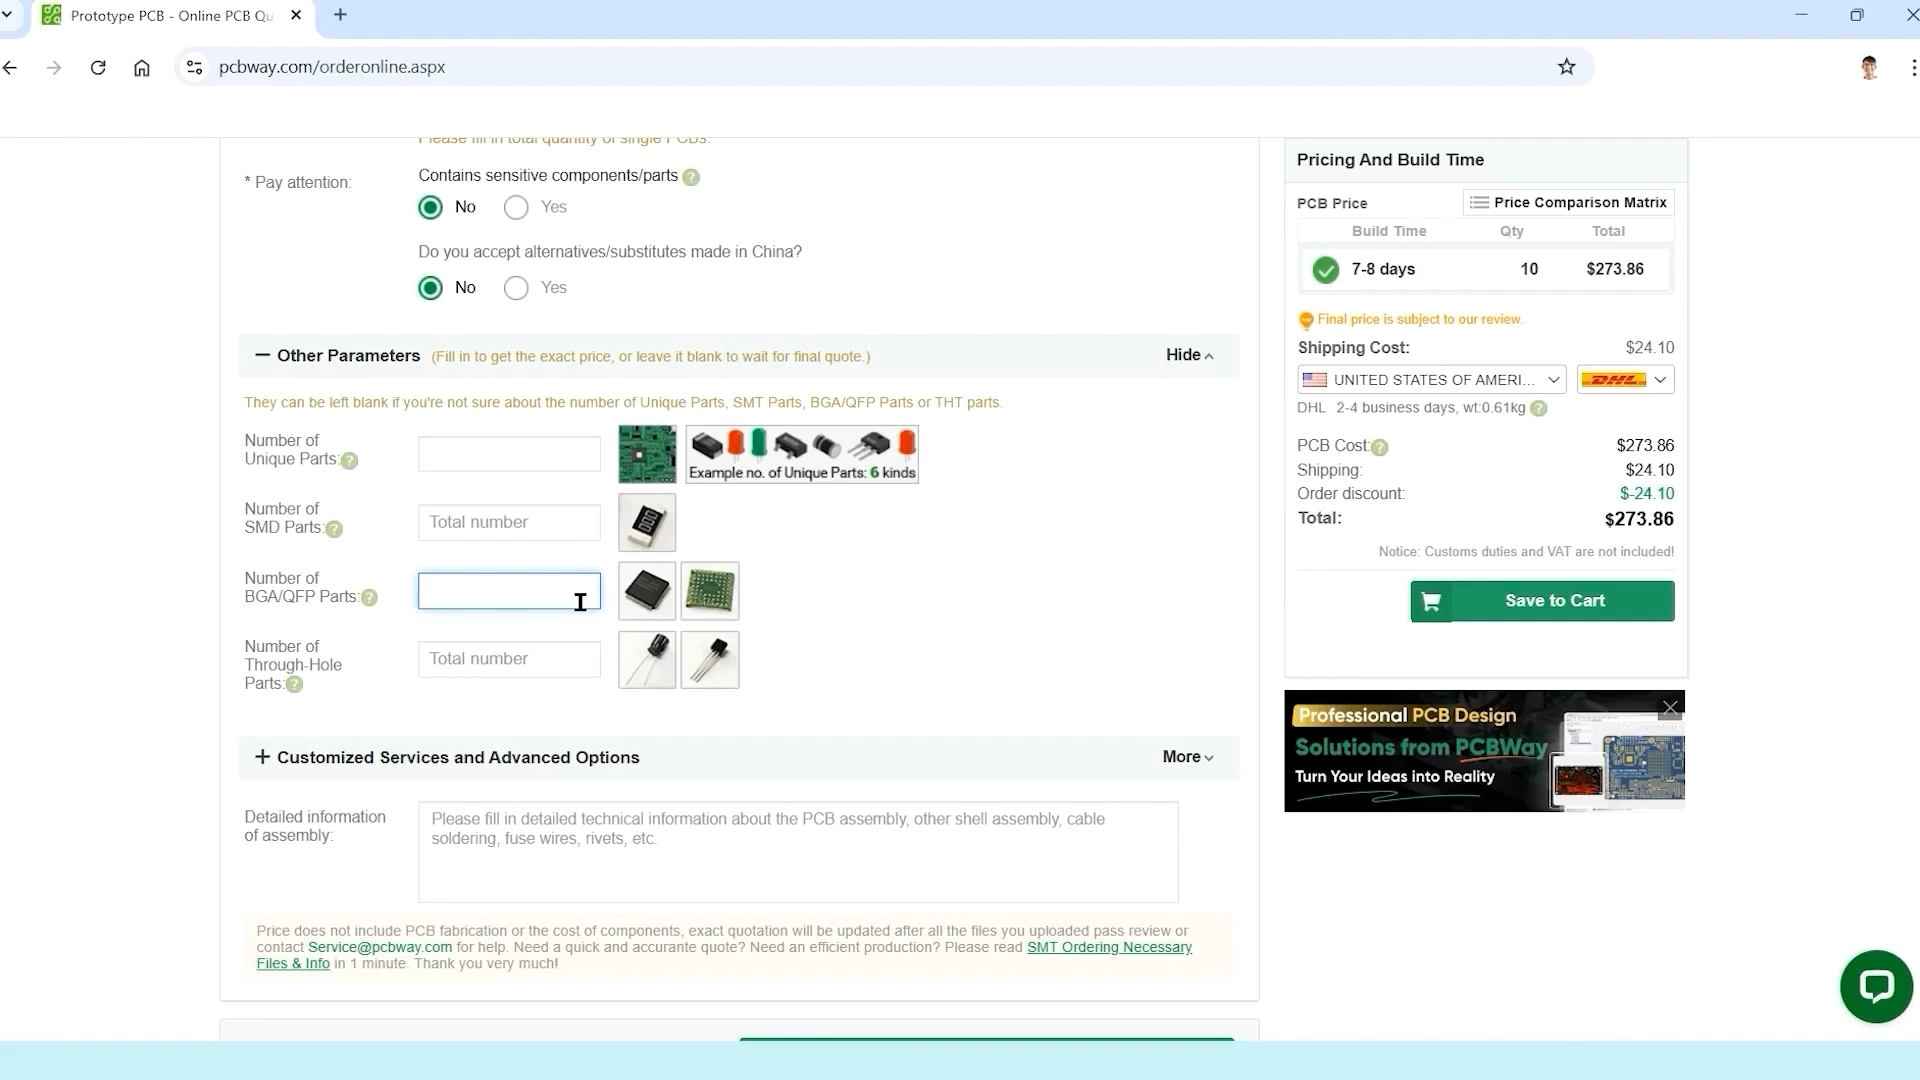 Prototype PCB - Online PCB Qu
pcbway.com/orderonline.aspx
Please fill in total quantity of single PCBs.
* Pay attention:
Contains sensitive components/parts ?
No Yes
Do you accept alternatives/substitutes made in China?
No Yes
Other Parameters (Fill in to get the exact price, or leave it blank to wait for final quote.) Hide
They can be left blank if you're not sure about the number of Unique Parts, SMT Parts, BGA/QFP Parts or THT parts.
Number of
Unique Parts: ?
Example no. of Unique Parts: 6 kinds
Number of
SMD Parts: ?
Total number
Number of
BGA/QFP Parts: ?
Number of
Through-Hole
Parts: ?
Total number
+ Customized Services and Advanced Options More
Detailed information
of assembly:
Please fill in detailed technical information about the PCB assembly, other shell assembly, cable
soldering, fuse wires, rivets, etc.
Price does not include PCB fabrication or the cost of components, exact quotation will be updated after all the files you uploaded pass review or
contact Service@pcbway.com for help. Need a quick and accurante quote? Need an efficient production? Please read SMT Ordering Necessary
Files & Info in 1 minute. Thank you very much!
Pricing And Build Time
PCB Price Price Comparison Matrix
Build Time Qty Total
7-8 days 10 $273.86
Final price is subject to our review.
Shipping Cost: $24.10
UNITED STATES OF AMERI... DHL
DHL 2-4 business days, wt:0.61kg ?
PCB Cost: ? $273.86
Shipping: $24.10
Order discount: $-24.10
Total: $273.86
Notice: Customs duties and VAT are not included!
Save to Cart
Professional PCB Design
Solutions from PCBWay
Turn Your Ideas into Reality